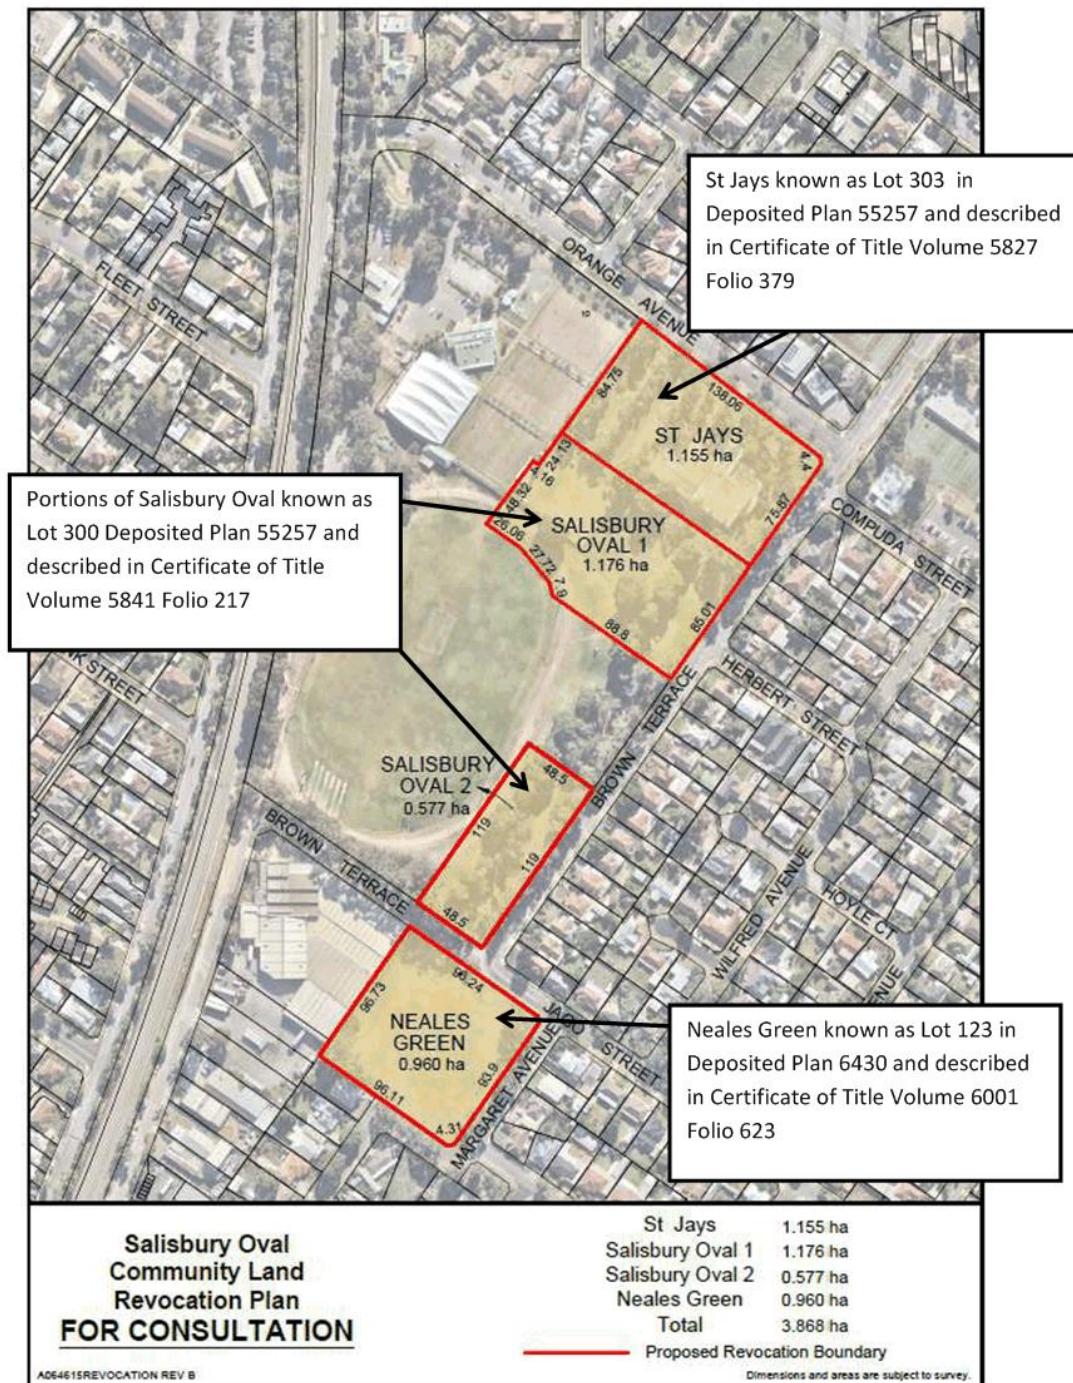 St Jays known as Lot 303 in
Deposited Plan 55257 and described
in Certificate of Title Volume 5827
Folio 379
ORANGE AVENUE
FLEET STREET
84.75
138.06
ST JAYS
1.155 ha
4.4
75.87
COMPUDA STREET
Portions of Salisbury Oval known as
Lot 300 Deposited Plan 55257 and
described in Certificate of Title
Volume 5841 Folio 217
24.13
16
48.32
26.06
27.72
7.9
SALISBURY
OVAL 1
1.176 ha
88.8
85.01
HERBERT STREET
NK STREET
BROWN TERRACE
SALISBURY
OVAL 2
0.577 ha
48.5
119
119
48.5
BROWN TERRACE
WILFRED AVENUE
HOYLE CT
ENUE
96.73
96.24
NEALES
GREEN
0.960 ha
93.9
96.11
4.31
MARGARET AVENUE
JAGO STREET
Neales Green known as Lot 123 in
Deposited Plan 6430 and described
in Certificate of Title Volume 6001
Folio 623
Salisbury Oval
Community Land
Revocation Plan
FOR CONSULTATION
St Jays 1.155 ha
Salisbury Oval 1 1.176 ha
Salisbury Oval 2 0.577 ha
Neales Green 0.960 ha
Total 3.868 ha
Proposed Revocation Boundary
A064615REVOCATION REV B
Dimensions and areas are subject to survey.